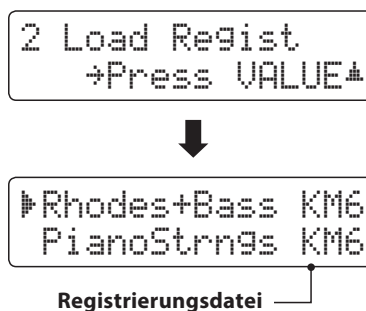 2 Load Regist
→Press VALUE▲
▶Rhodes+Bass KM6
PianoStrngs KM6
Registrierungsdatei